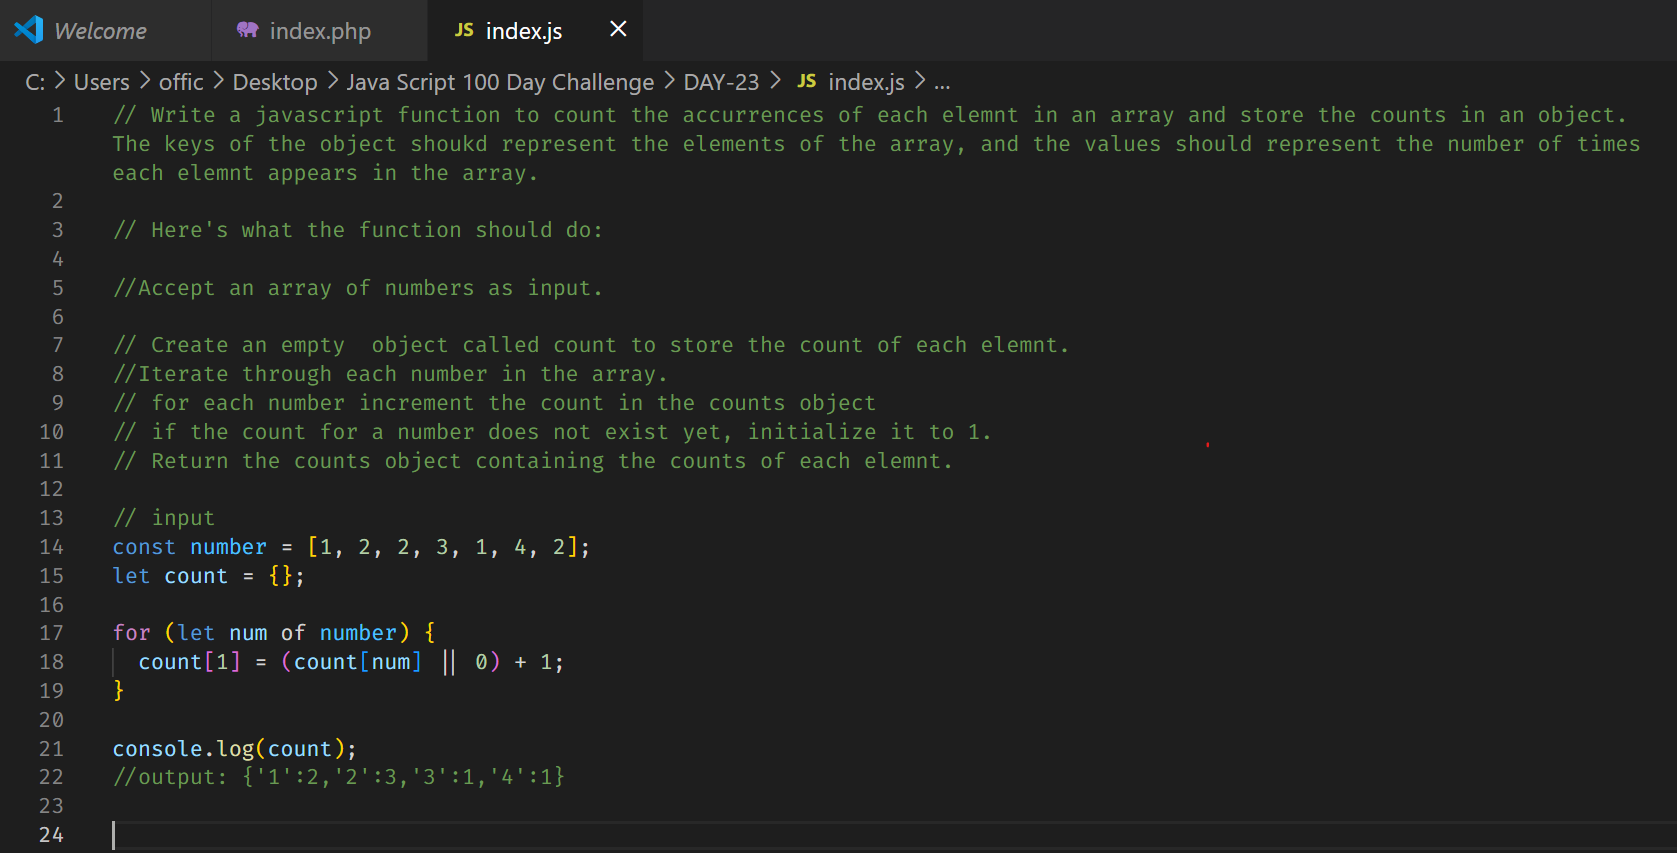 Welcome
index.php
JS index.js
C: > Users > offic > Desktop > Java Script 100 Day Challenge > DAY-23 > JS index.js > ...
1 // Write a javascript function to count the accurrences of each elemnt in an array and store the counts in an object.
The keys of the object shoukd represent the elements of the array, and the values should represent the number of times
each elemnt appears in the array.
2
3 // Here's what the function should do:
4
5 //Accept an array of numbers as input.
6
7 // Create an empty  object called count to store the count of each elemnt.
8 //Iterate through each number in the array.
9 // for each number increment the count in the counts object
10 // if the count for a number does not exist yet, initialize it to 1.
11 // Return the counts object containing the counts of each elemnt.
12
13 // input
14 const number = [1, 2, 2, 3, 1, 4, 2];
15 let count = {};
16
17 for (let num of number) {
18   count[1] = (count[num] || 0) + 1;
19 }
20
21 console.log(count);
22 //output: {'1':2,'2':3,'3':1,'4':1}
23
24